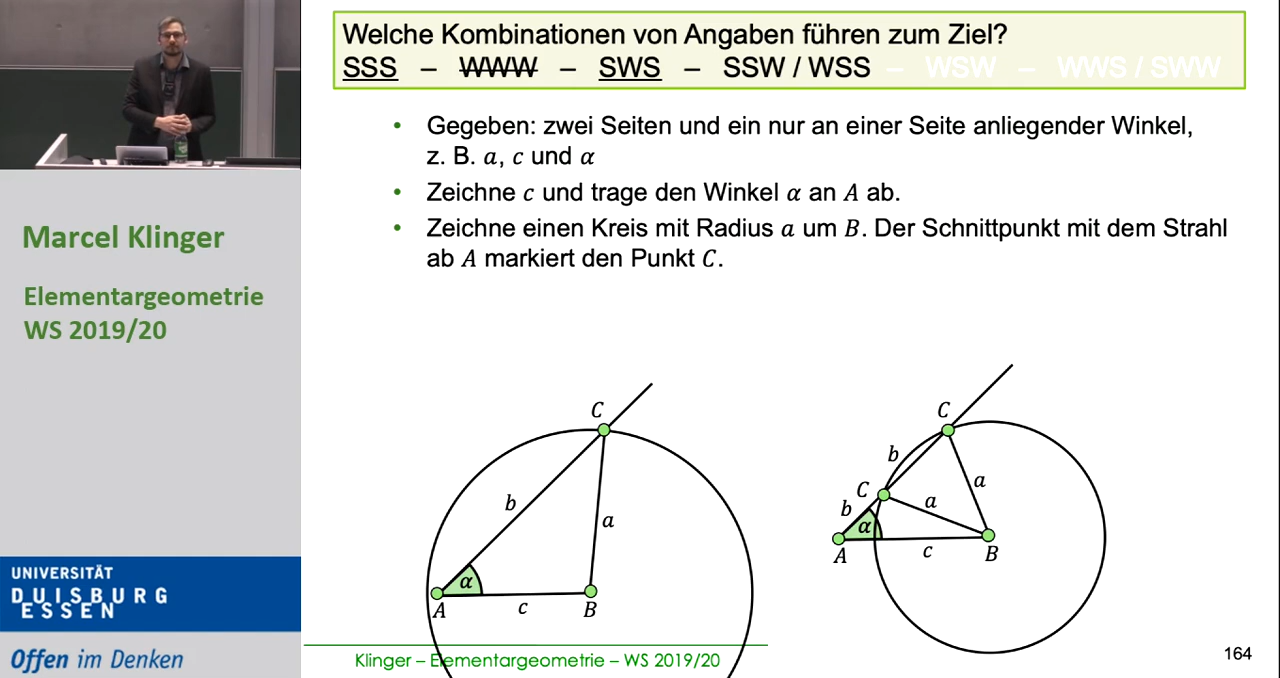 Welche Kombinationen von Angaben führen zum Ziel?
SSS – WWW – SWS – SSW / WSS – WSW – WWS / SWW
• Gegeben: zwei Seiten und ein nur an einer Seite anliegender Winkel,
z. B. a, c und α
• Zeichne c und trage den Winkel α an A ab.
• Zeichne einen Kreis mit Radius a um B. Der Schnittpunkt mit dem Strahl
ab A markiert den Punkt C.
Marcel Klinger
Elementargeometrie
WS 2019/20
C
b
a
α
A
c
B
C
b
C
a
b
a
α
A
c
B
UNIVERSITÄT
DUISBURG
ESSEN
Offen im Denken
Klinger – Elementargeometrie – WS 2019/20
164